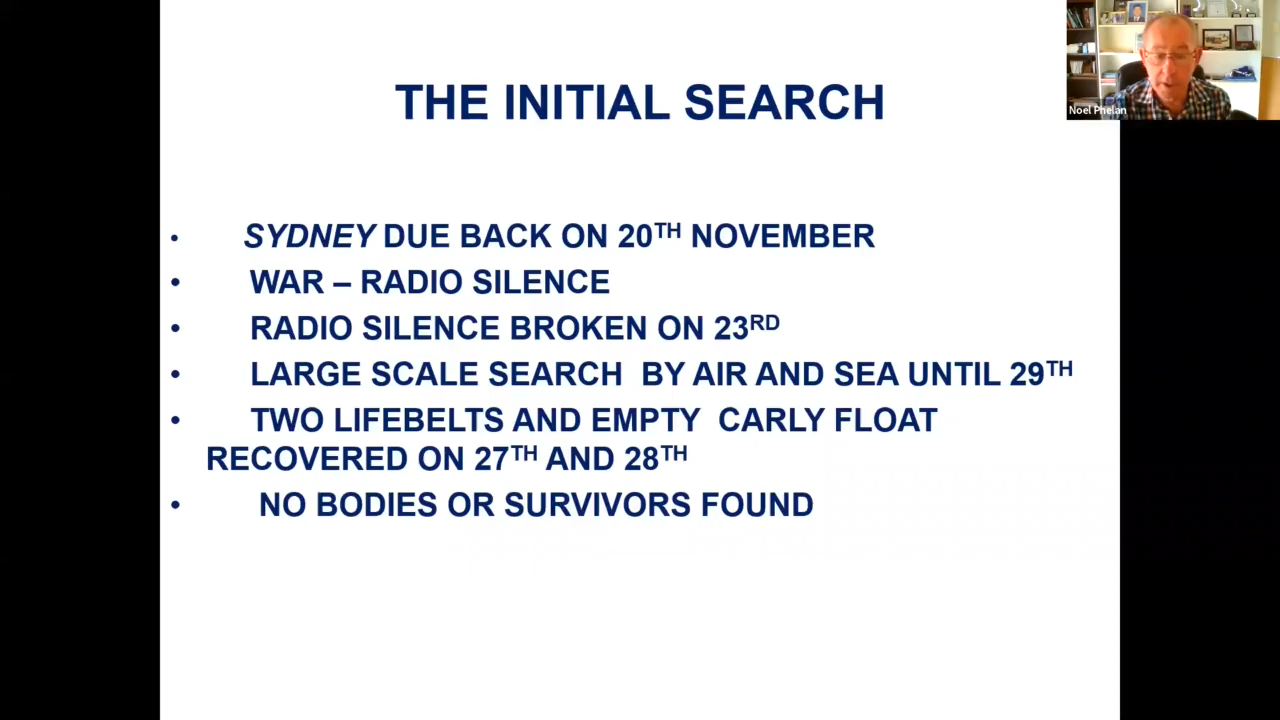 Noel Phelan
THE INITIAL SEARCH
• SYDNEY DUE BACK ON 20TH NOVEMBER
• WAR – RADIO SILENCE
• RADIO SILENCE BROKEN ON 23RD
• LARGE SCALE SEARCH BY AIR AND SEA UNTIL 29TH
• TWO LIFEBELTS AND EMPTY CARLY FLOAT
RECOVERED ON 27TH AND 28TH
• NO BODIES OR SURVIVORS FOUND